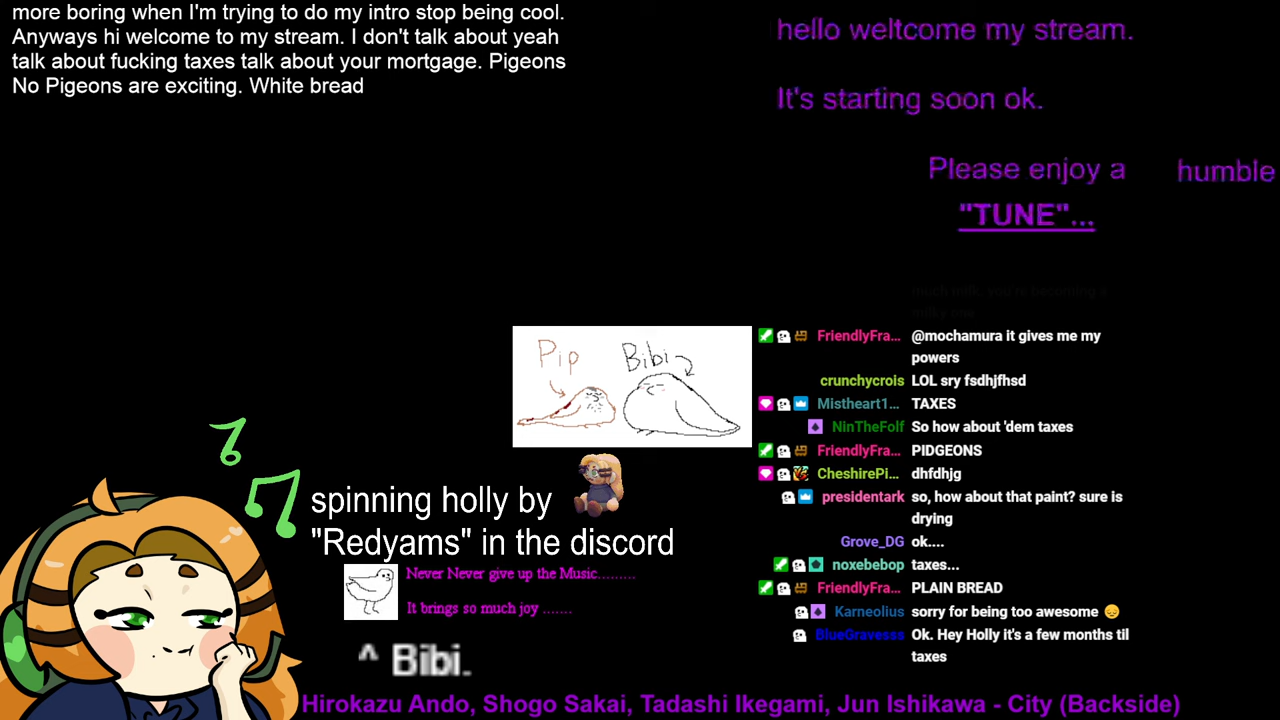 more boring when I'm trying to do my intro stop being cool.
Anyways hi welcome to my stream. I don't talk about yeah
talk about fucking taxes talk about your mortgage. Pigeons
No Pigeons are exciting. White bread
hello weltcome my stream.
It's starting soon ok.
Please enjoy a humble
"TUNE"...
much milk. you're becoming a
milky one
FriendlyFra... @mochamura it gives me my
powers
crunchycrois LOL sry fsdhjfhsd
Mistheart1... TAXES
NinTheFolf So how about 'dem taxes
FriendlyFra... PIDGEONS
CheshirePi... dhfdhjg
presidentark so, how about that paint? sure is
drying
Grove_DG ok....
noxebebop taxes...
FriendlyFra... PLAIN BREAD
Karneolius sorry for being too awesome 😔
BlueGravesss Ok. Hey Holly it's a few months til
taxes
Pip Bibi
spinning holly by
"Redyams" in the discord
Never Never give up the Music.........
It brings so much joy .......
^ Bibi.
Hirokazu Ando, Shogo Sakai, Tadashi Ikegami, Jun Ishikawa - City (Backside)